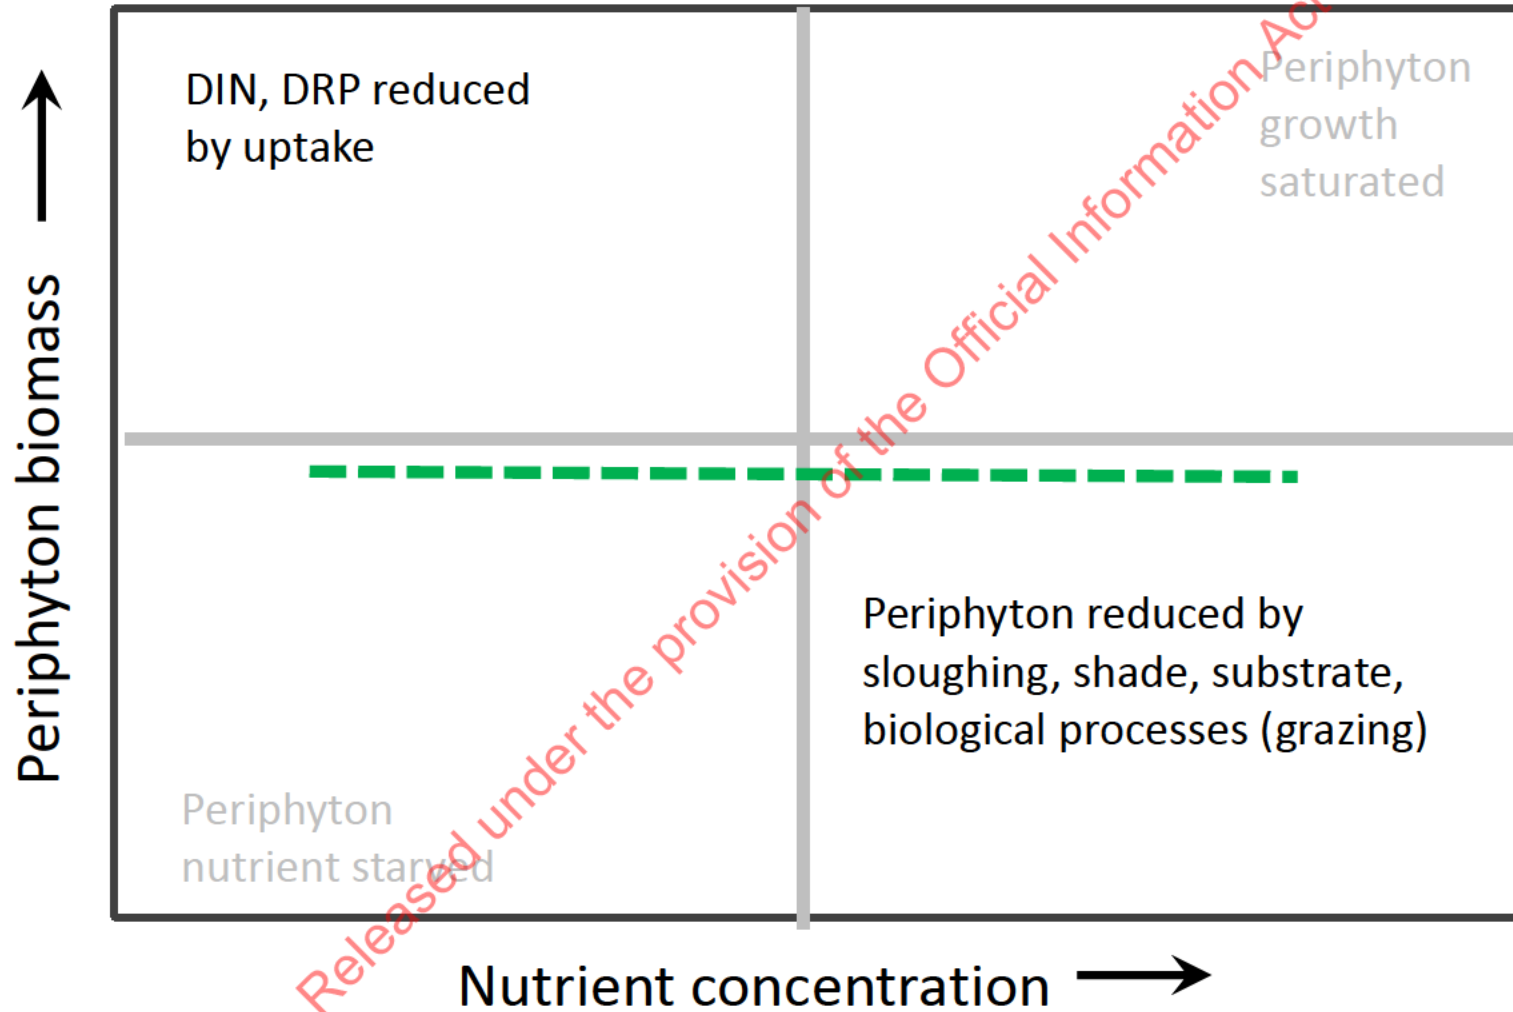 DIN, DRP reduced
by uptake
Periphyton
growth
saturated
Periphyton biomass
Periphyton reduced by
sloughing, shade, substrate,
biological processes (grazing)
Periphyton
nutrient starved
Nutrient concentration
Released under the provision of the Official Information Act